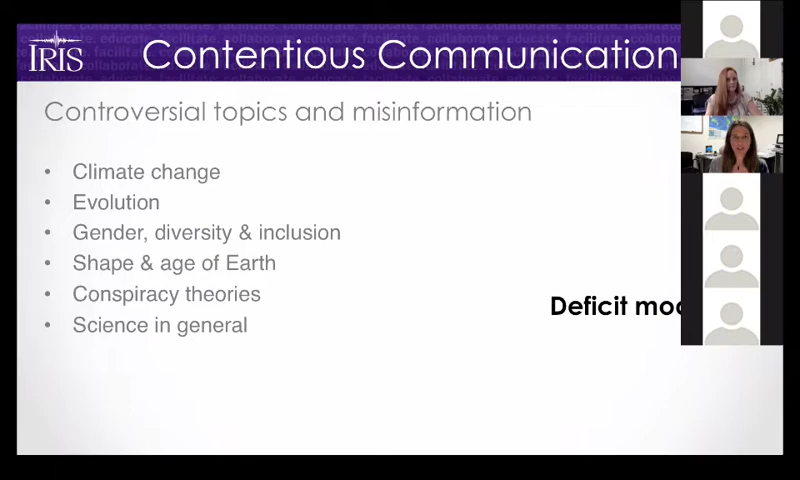 IRIS
Contentious Communication
Controversial topics and misinformation
• Climate change
• Evolution
• Gender, diversity & inclusion
• Shape & age of Earth
• Conspiracy theories
• Science in general
Deficit